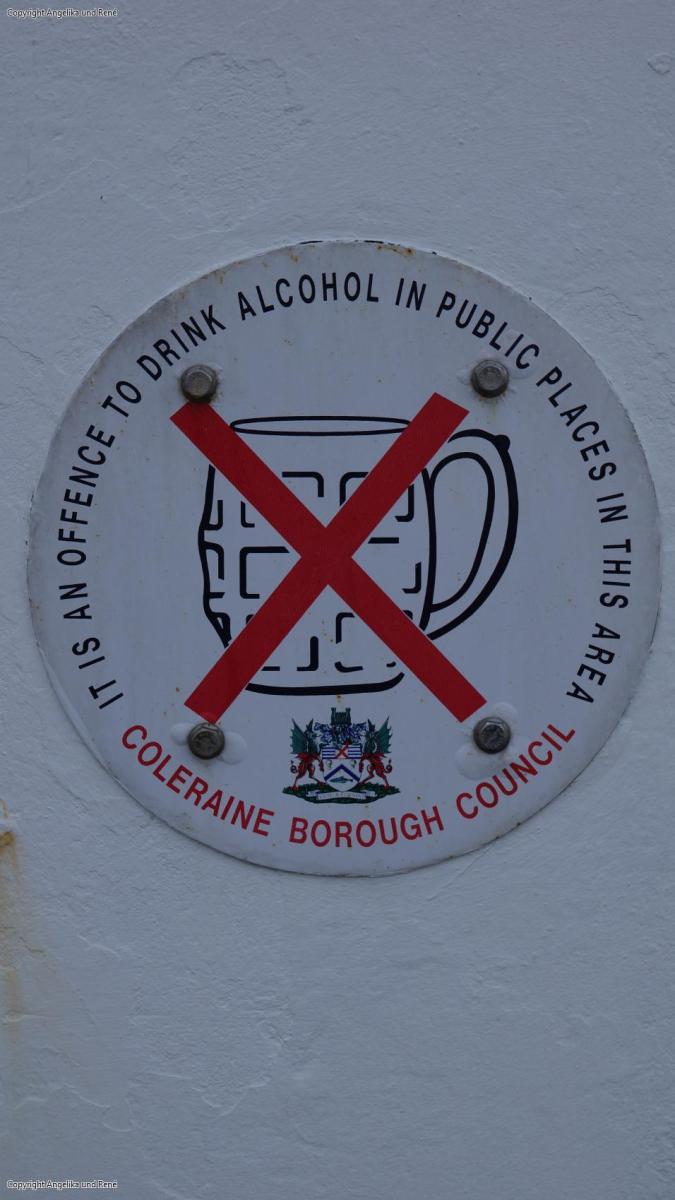 Copyright Angelika und René
IT IS AN OFFENCE TO DRINK ALCOHOL IN PUBLIC PLACES IN THIS AREA
COLERAINE BOROUGH COUNCIL
Copyright Angelika und René